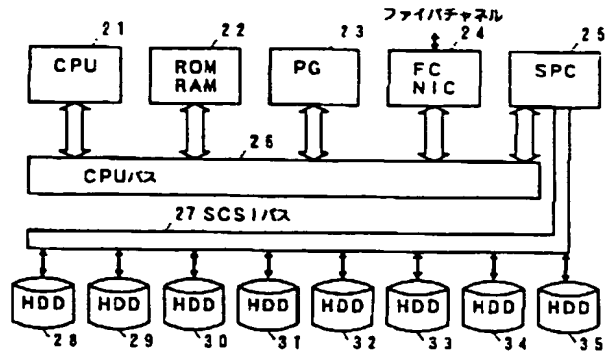 ファイバチャネル
21 22 23 24 25
CPU ROM RAM PG FC NIC SPC
26
CPUバス
27 SCSIバス
HDD HDD HDD HDD HDD HDD HDD HDD
28 29 30 31 32 33 34 35